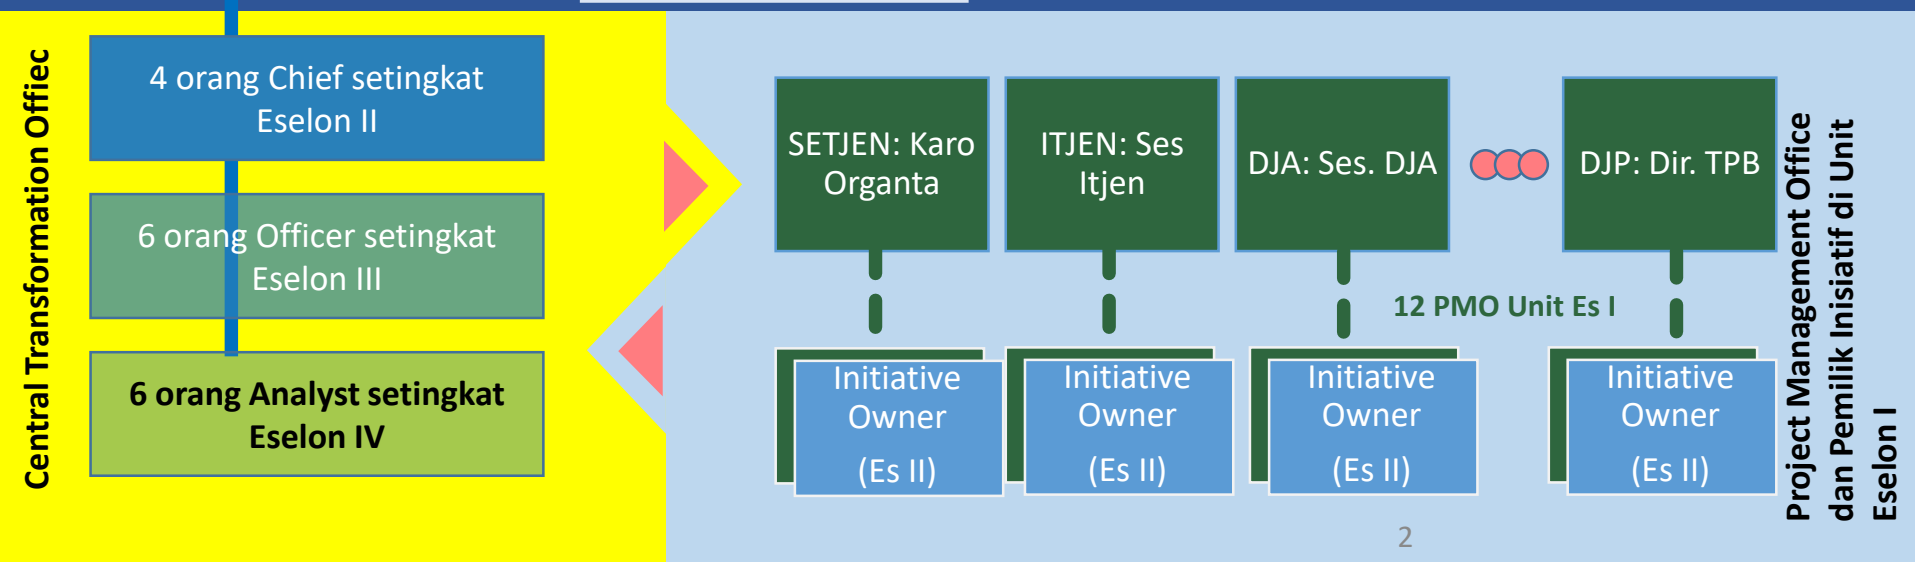 Central Transformation Offiec
4 orang Chief setingkat
Eselon II
6 orang Officer setingkat
Eselon III
6 orang Analyst setingkat
Eselon IV
SETJEN: Karo
Organta
ITJEN: Ses
Itjen
DJA: Ses. DJA
DJP: Dir. TPB
12 PMO Unit Es I
Initiative
Owner
(Es II)
Initiative
Owner
(Es II)
Initiative
Owner
(Es II)
Initiative
Owner
(Es II)
Project Management Office
dan Pemilik Inisiatif di Unit
Eselon I
2